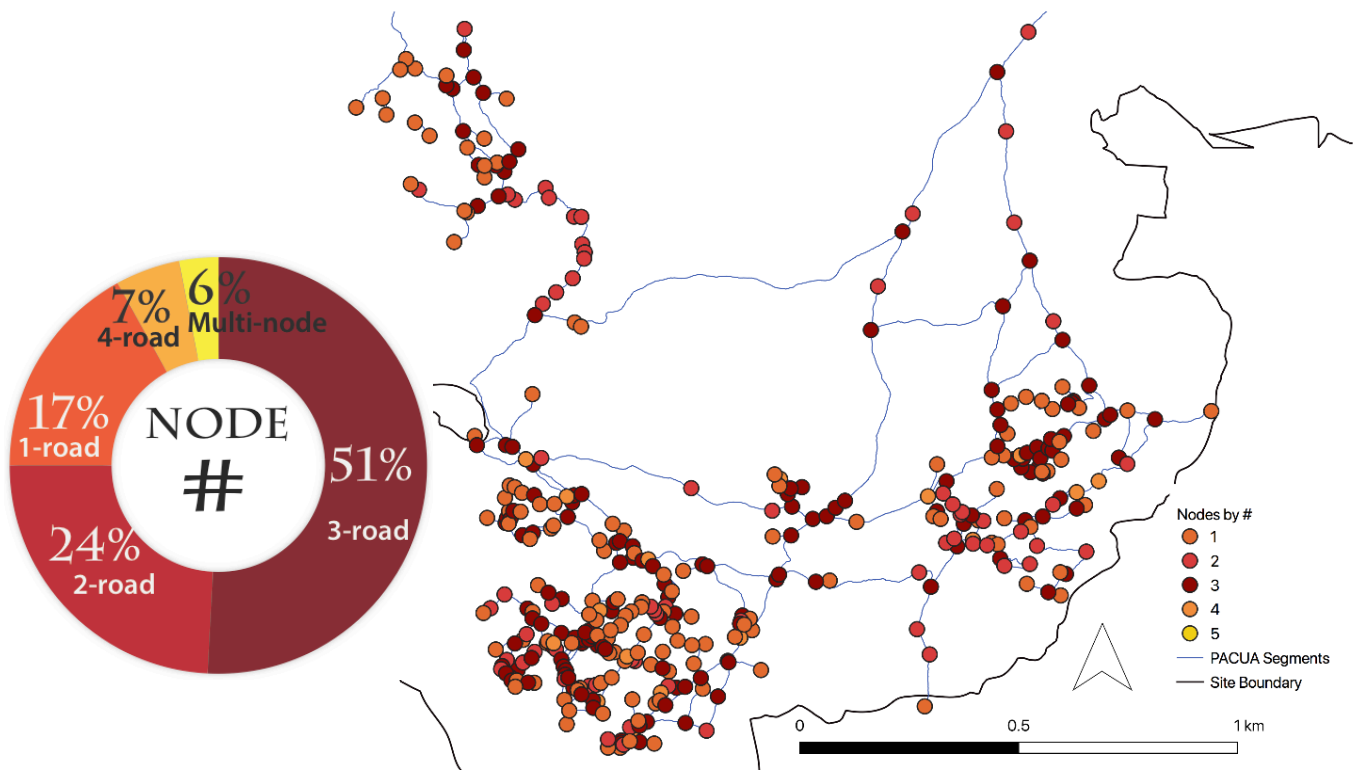 6%
Multi-node
7%
4-road
17%
1-road
NODE
#
51%
3-road
24%
2-road
Nodes by #
1
2
3
4
5
PACUA Segments
Site Boundary
0
0.5
1 km